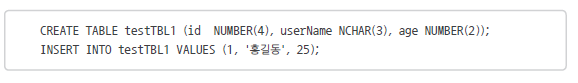 CREATE TABLE testTBL1 (id  NUMBER(4), userName NCHAR(3), age NUMBER(2));
INSERT INTO testTBL1 VALUES (1, '홍길동', 25);